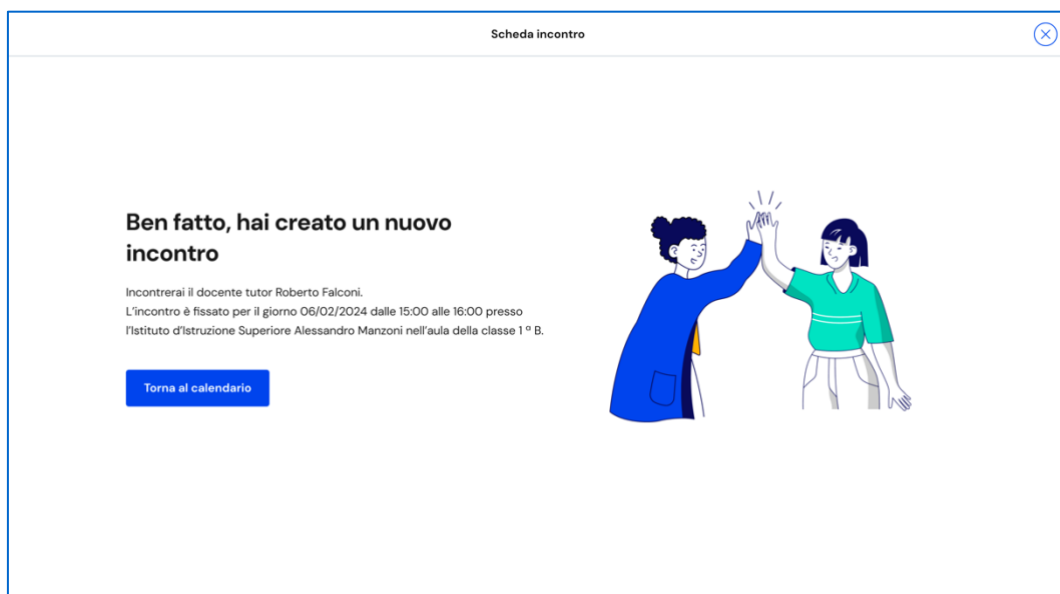 Scheda incontro
Ben fatto, hai creato un nuovo
incontro
Incontrerai il docente tutor Roberto Falconi.
L'incontro è fissato per il giorno 06/02/2024 dalle 15:00 alle 16:00 presso
l'Istituto d'Istruzione Superiore Alessandro Manzoni nell'aula della classe 1 ª B.
Torna al calendario